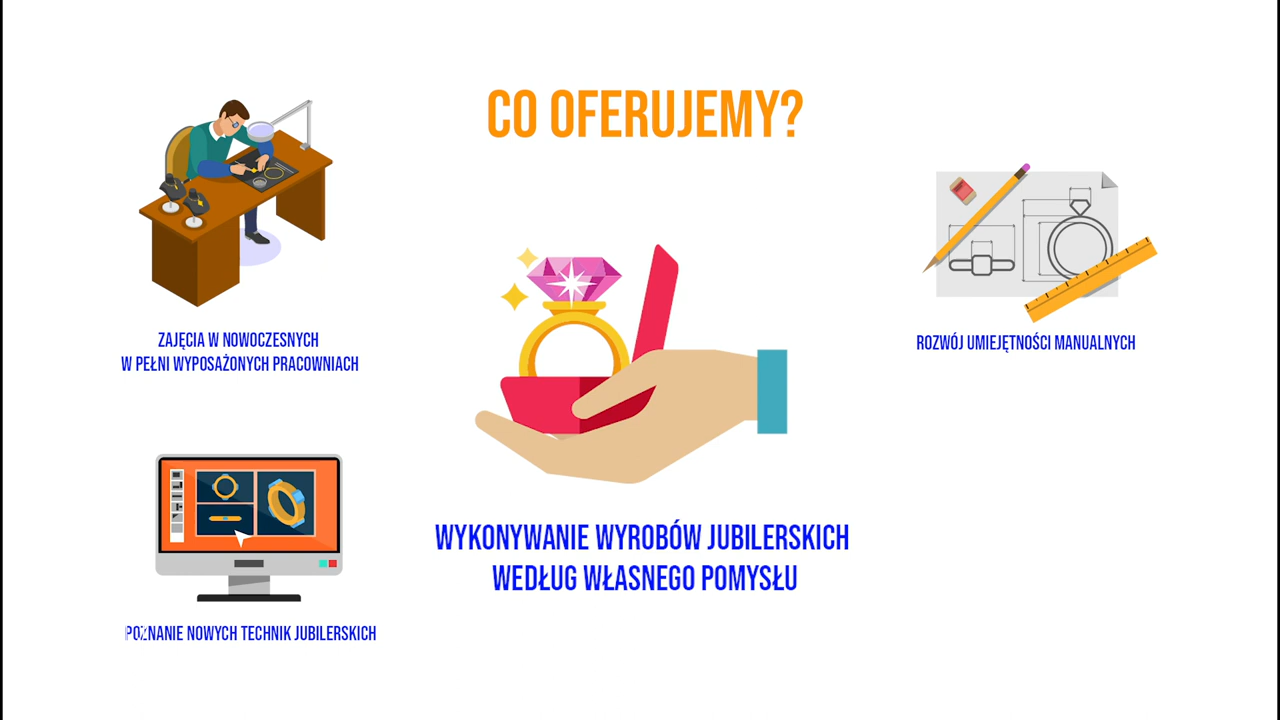 CO OFERUJEMY?
ZAJĘCIA W NOWOCZESNYCH
W PEŁNI WYPOSAŻONYCH PRACOWNIACH
ROZWÓJ UMIEJĘTNOŚCI MANUALNYCH
WYKONYWANIE WYROBÓW JUBILERSKICH
WEDŁUG WŁASNEGO POMYSŁU
POZNANIE NOWYCH TECHNIK JUBILERSKICH